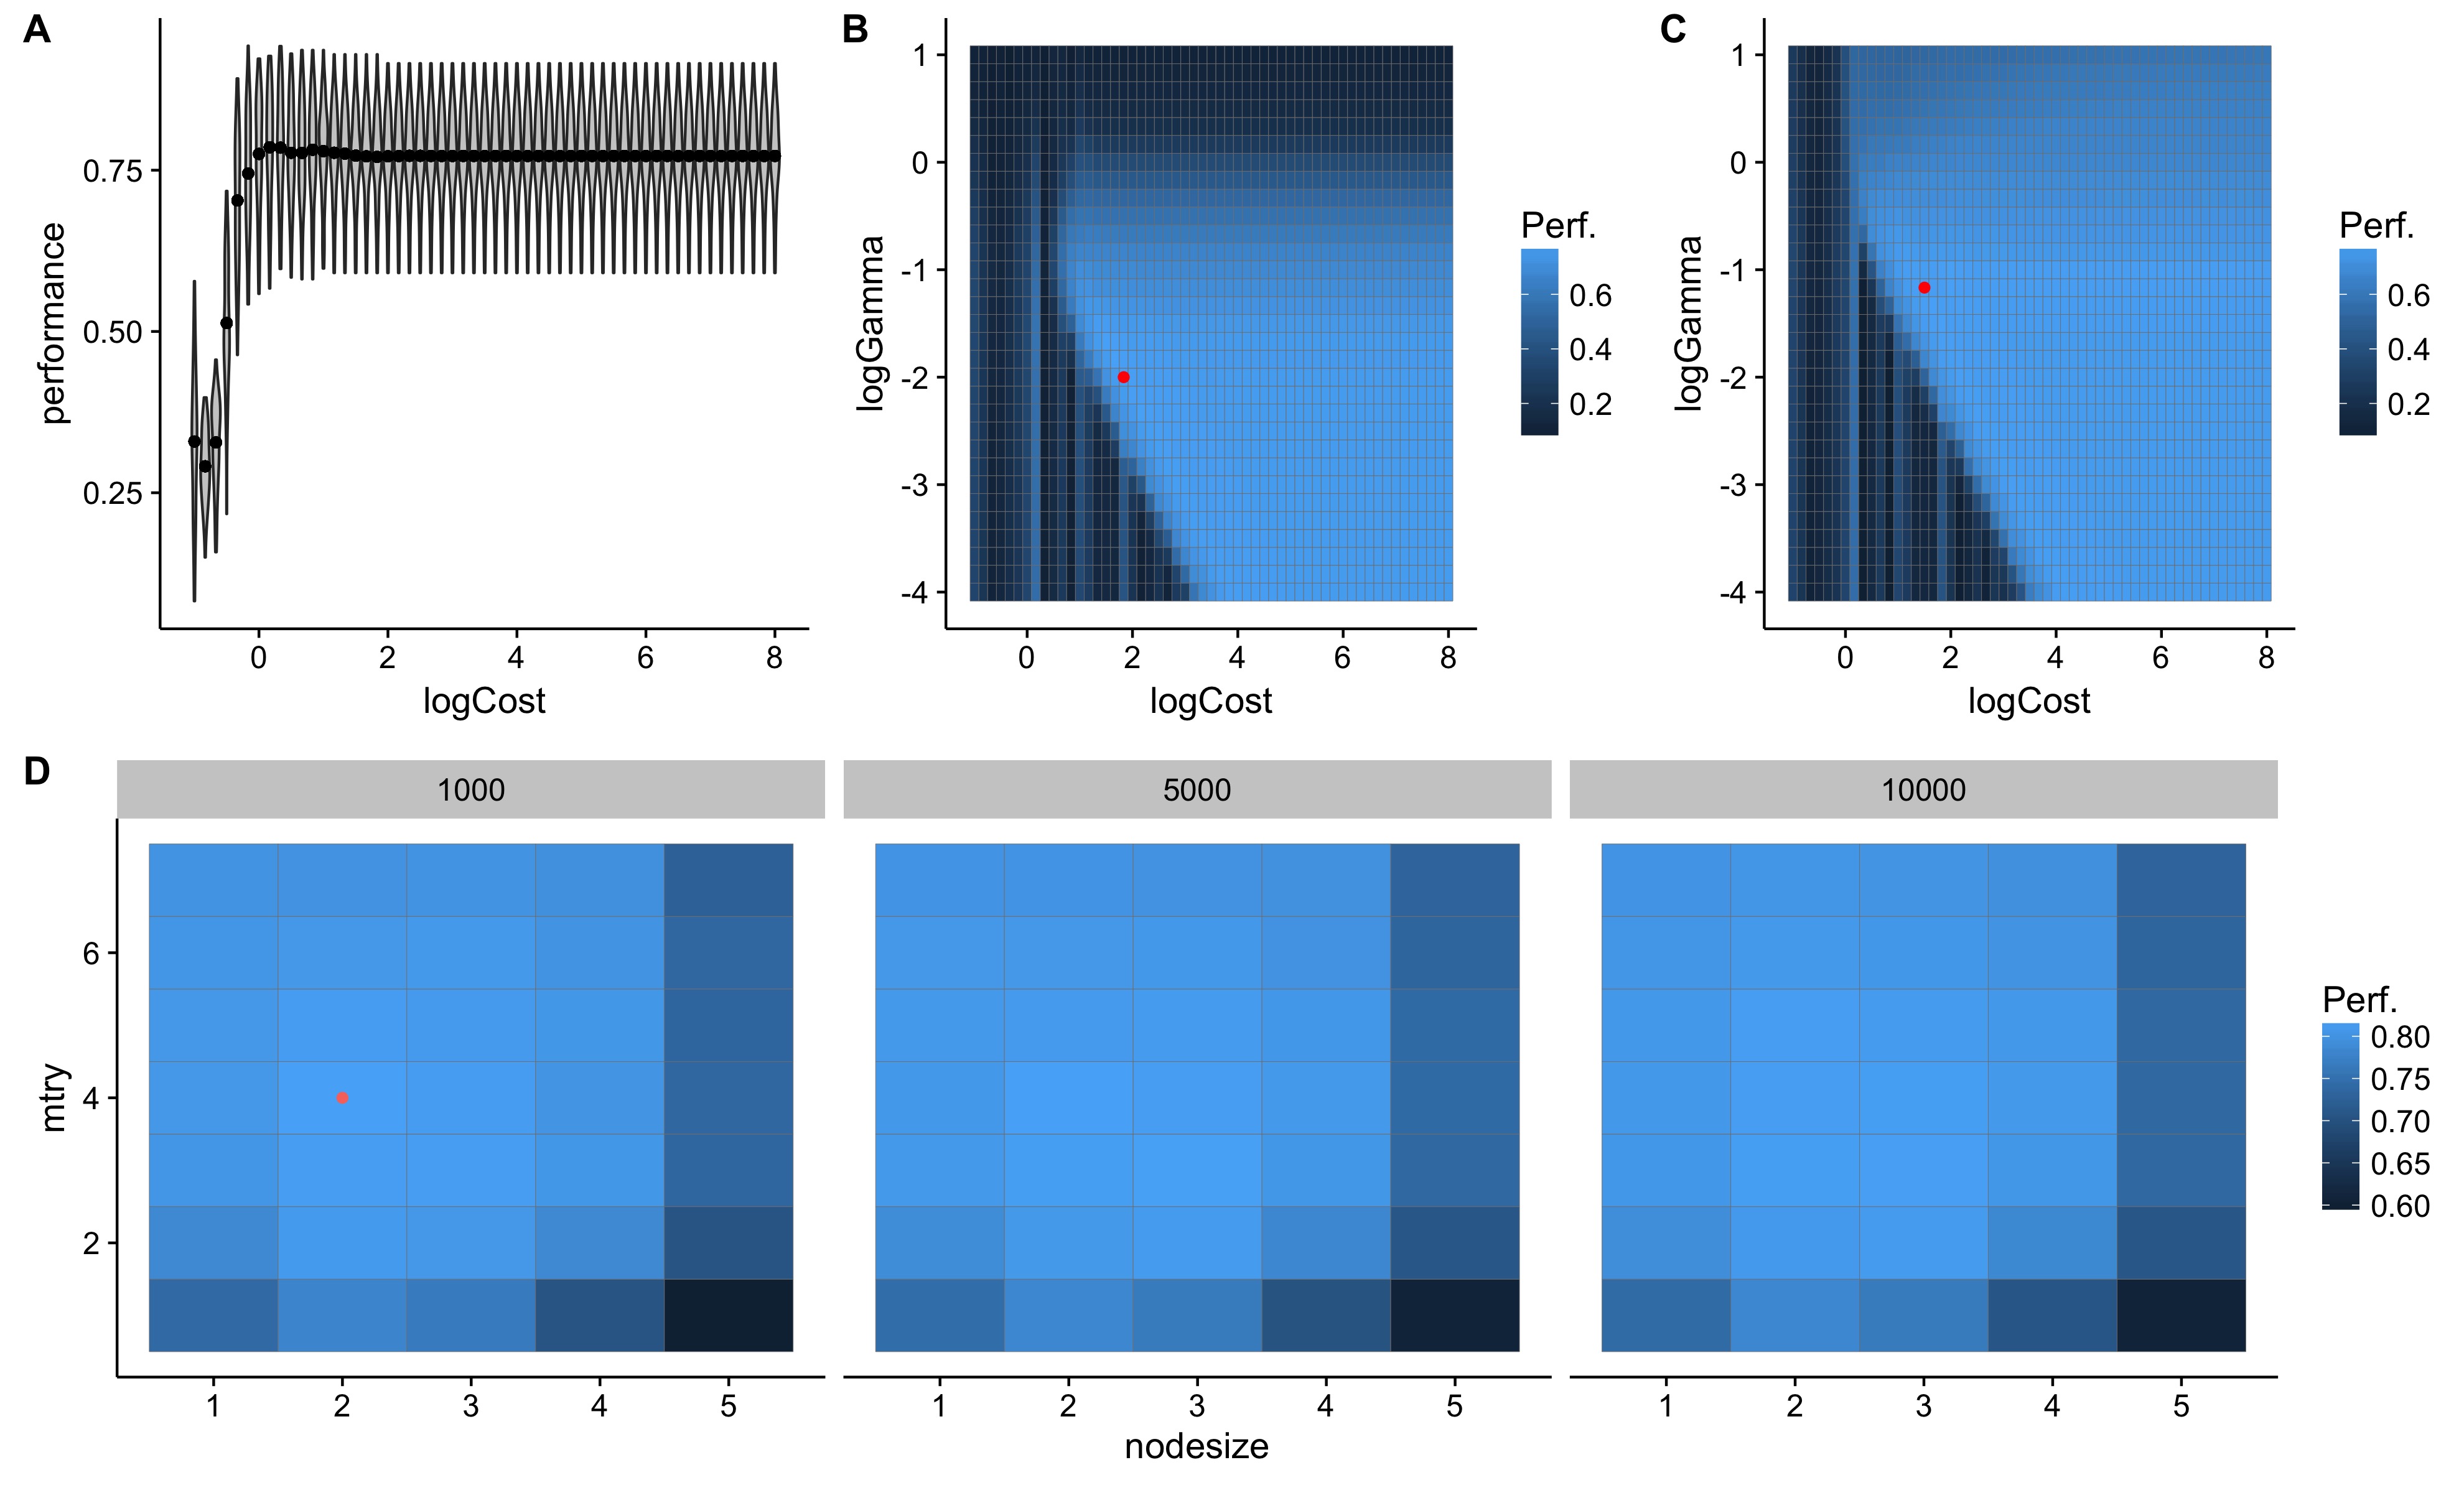 A
performance
0.75
0.50
0.25
0 2 4 6 8
logCost
B
logGamma
1
0
-1
-2
-3
-4
0 2 4 6 8
logCost
Perf.
0.6
0.4
0.2
C
logGamma
1
0
-1
-2
-3
-4
0 2 4 6 8
logCost
Perf.
0.6
0.4
0.2
D
1000 5000 10000
mtry
6
4
2
1 2 3 4 5 1 2 3 4 5 1 2 3 4 5
nodesize
Perf.
0.80
0.75
0.70
0.65
0.60